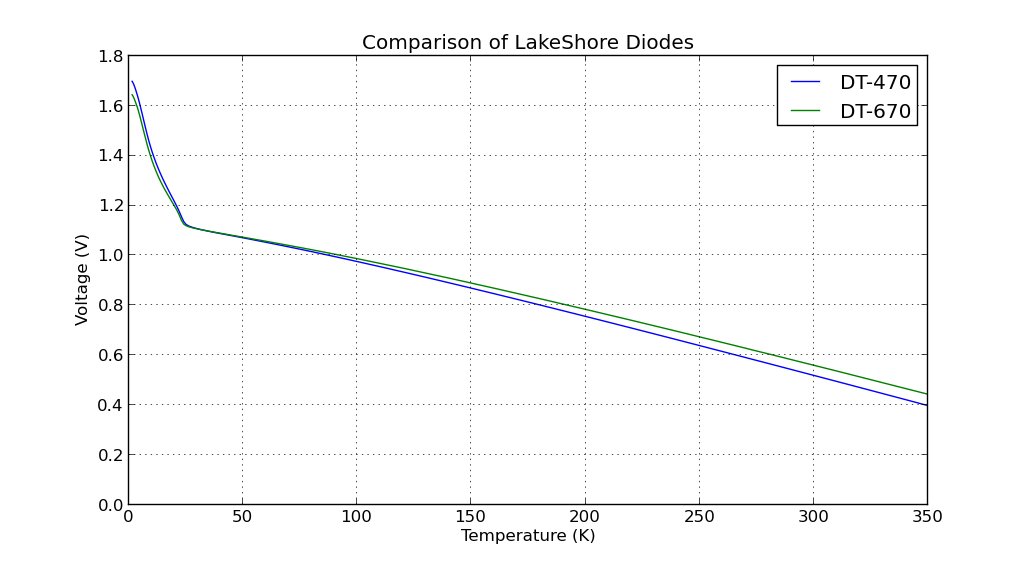 Comparison of LakeShore Diodes
DT-470
DT-670
Voltage (V)
1.8
1.6
1.4
1.2
1.0
0.8
0.6
0.4
0.2
0.0
0 50 100 150 200 250 300 350
Temperature (K)